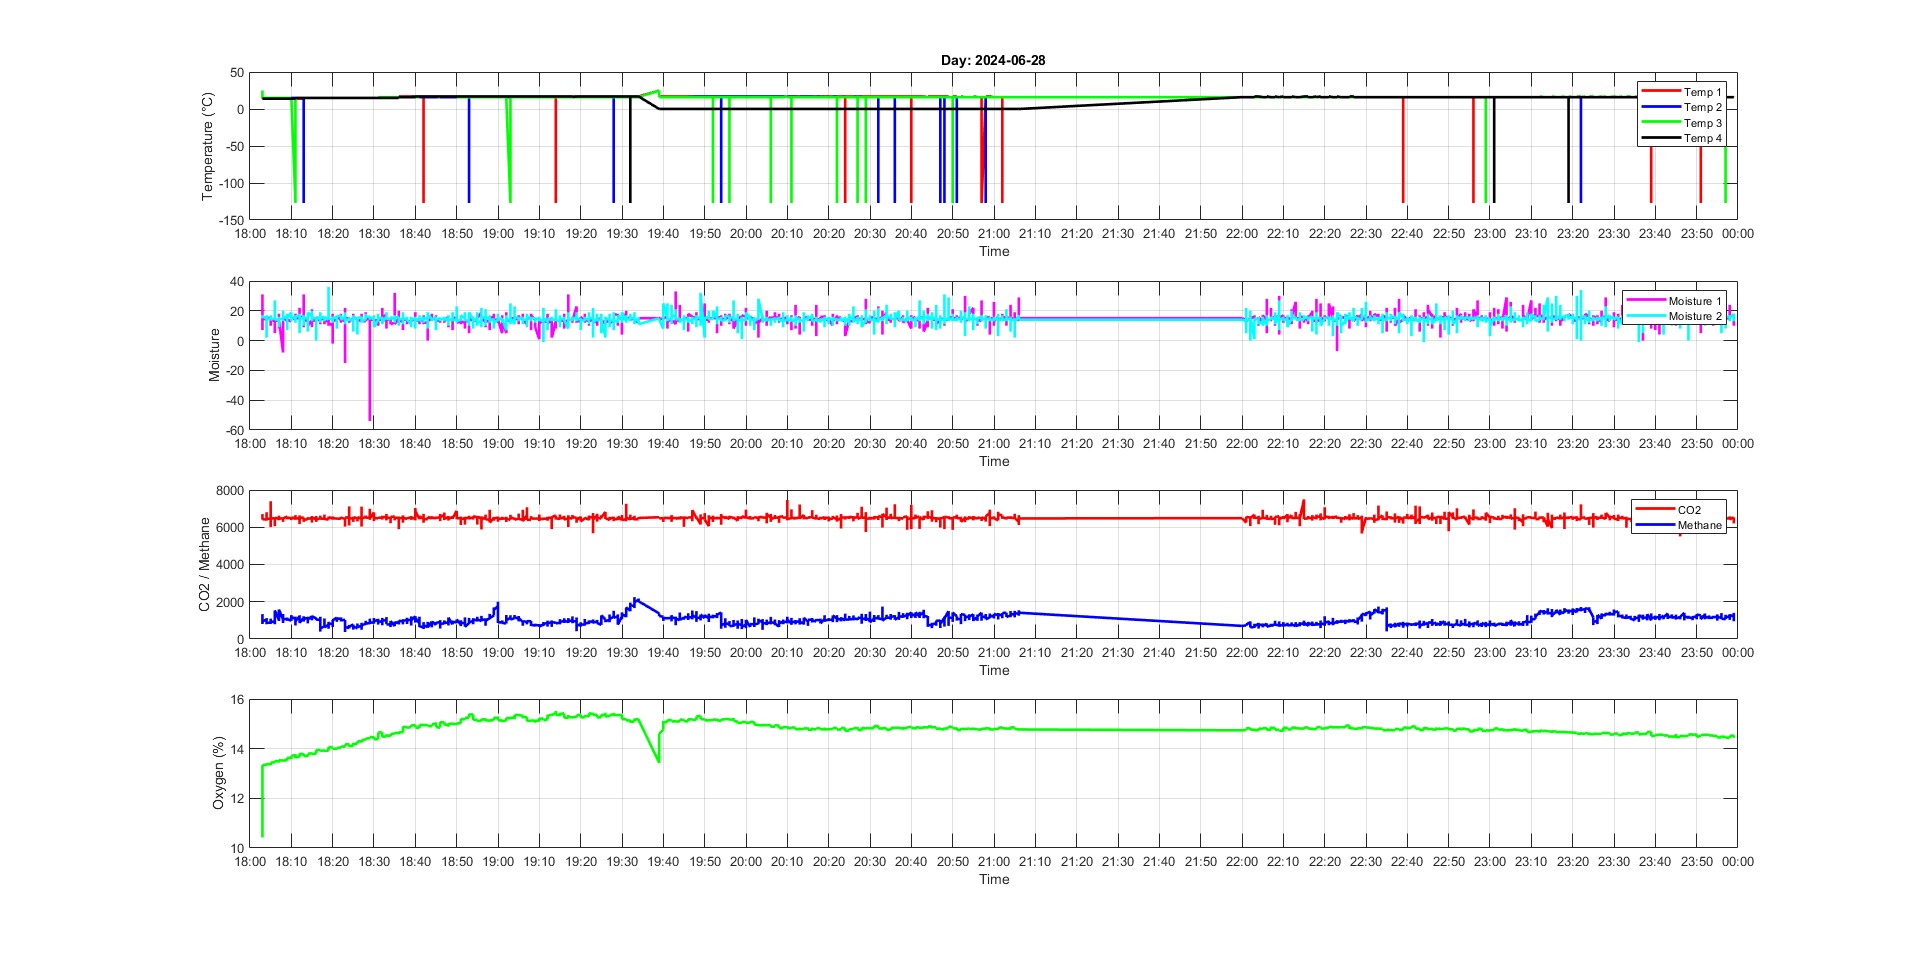 Day: 2024-06-28
50
0
-50
-100
-150
Temperature (°C)
Temp 1
Temp 2
Temp 3
Temp 4
18:00 18:10 18:20 18:30 18:40 18:50 19:00 19:10 19:20 19:30 19:40 19:50 20:00 20:10 20:20 20:30 20:40 20:50 21:00 21:10 21:20 21:30 21:40 21:50 22:00 22:10 22:20 22:30 22:40 22:50 23:00 23:10 23:20 23:30 23:40 23:50 00:00
Time
40
20
0
-20
-40
-60
Moisture
Moisture 1
Moisture 2
18:00 18:10 18:20 18:30 18:40 18:50 19:00 19:10 19:20 19:30 19:40 19:50 20:00 20:10 20:20 20:30 20:40 20:50 21:00 21:10 21:20 21:30 21:40 21:50 22:00 22:10 22:20 22:30 22:40 22:50 23:00 23:10 23:20 23:30 23:40 23:50 00:00
Time
8000
6000
4000
2000
0
CO2 / Methane
CO2
Methane
18:00 18:10 18:20 18:30 18:40 18:50 19:00 19:10 19:20 19:30 19:40 19:50 20:00 20:10 20:20 20:30 20:40 20:50 21:00 21:10 21:20 21:30 21:40 21:50 22:00 22:10 22:20 22:30 22:40 22:50 23:00 23:10 23:20 23:30 23:40 23:50 00:00
Time
16
14
12
10
Oxygen (%)
18:00 18:10 18:20 18:30 18:40 18:50 19:00 19:10 19:20 19:30 19:40 19:50 20:00 20:10 20:20 20:30 20:40 20:50 21:00 21:10 21:20 21:30 21:40 21:50 22:00 22:10 22:20 22:30 22:40 22:50 23:00 23:10 23:20 23:30 23:40 23:50 00:00
Time